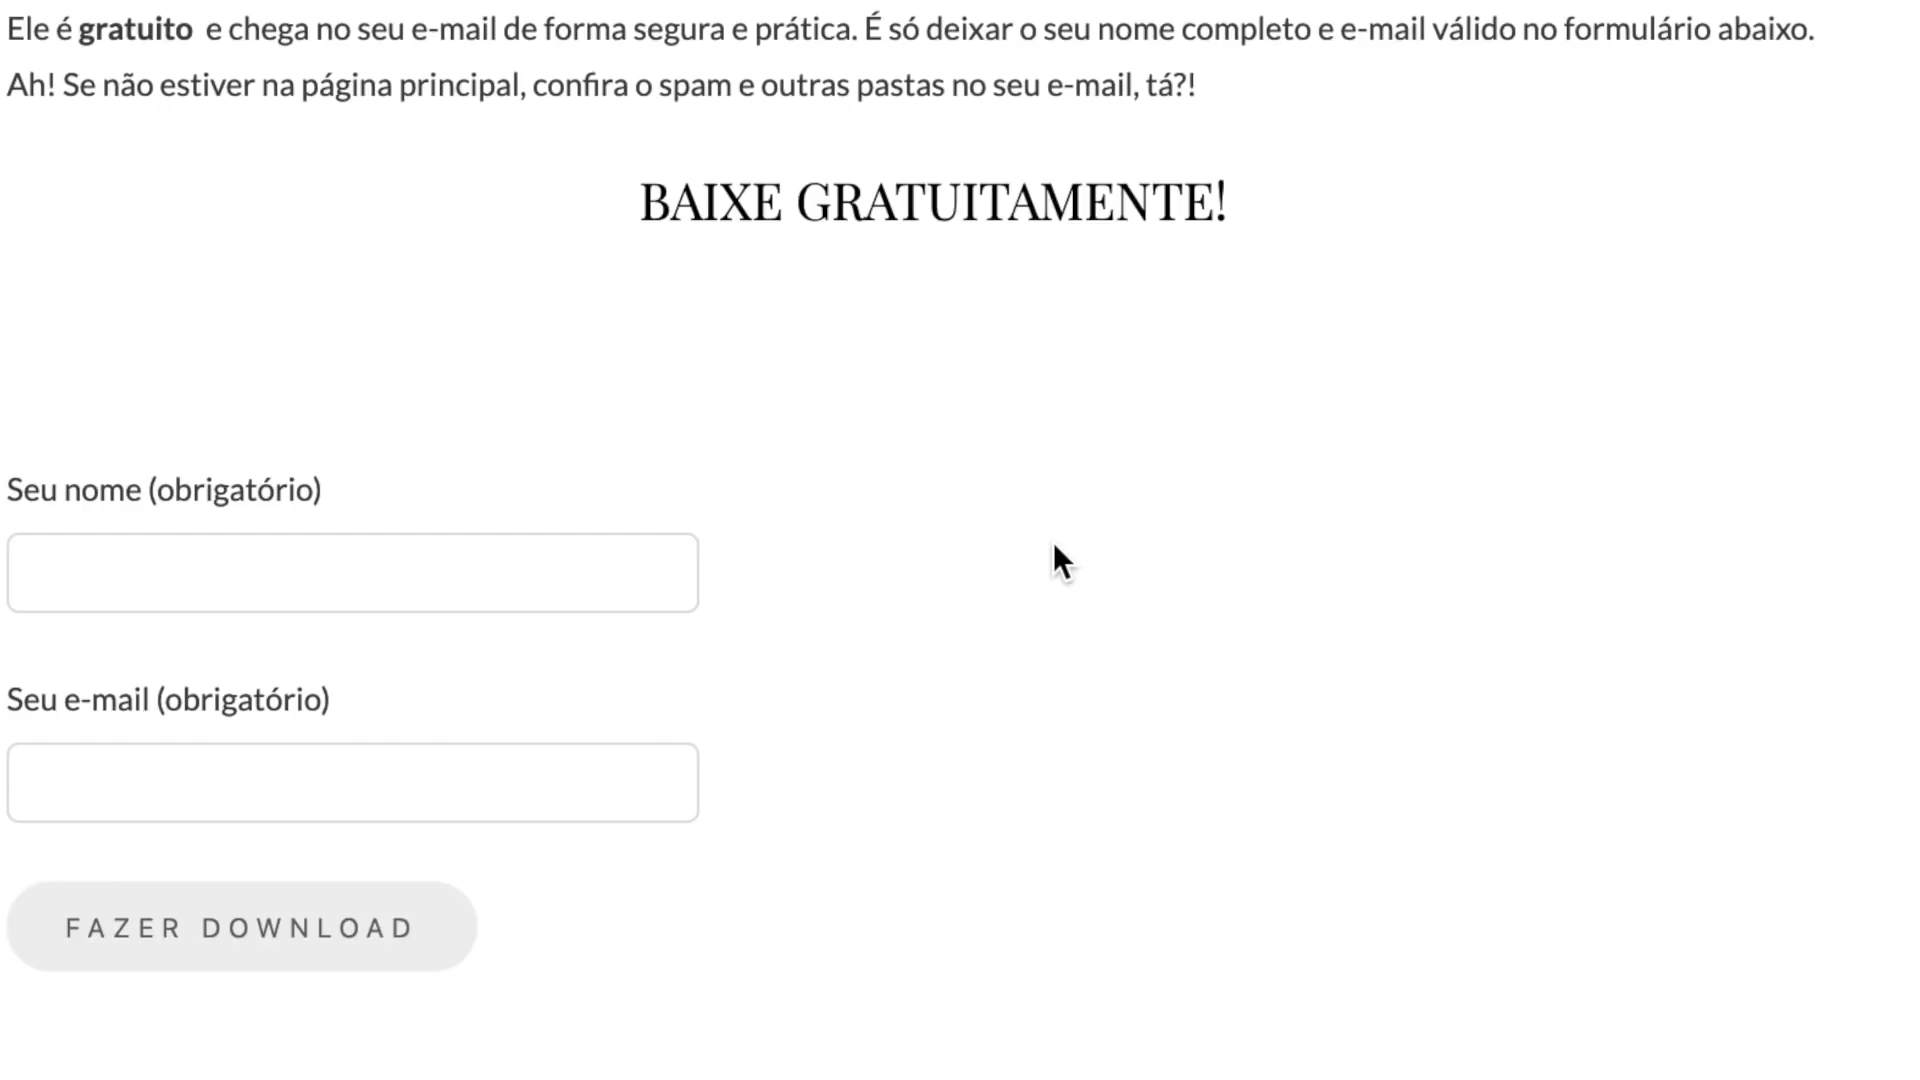 Ele é gratuito e chega no seu e-mail de forma segura e prática. É só deixar o seu nome completo e e-mail válido no formulário abaixo.
Ah! Se não estiver na página principal, confira o spam e outras pastas no seu e-mail, tá?!
BAIXE GRATUITAMENTE!
Seu nome (obrigatório)
Seu e-mail (obrigatório)
FAZER DOWNLOAD